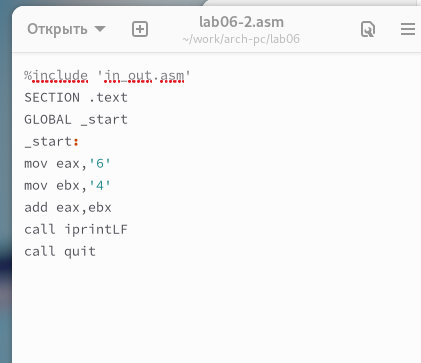 Открыть
lab06-2.asm
~/work/arch-pc/lab06
%include 'in_out.asm'
SECTION .text
GLOBAL _start
_start:
mov eax,'6'
mov ebx,'4'
add eax,ebx
call iprintLF
call quit